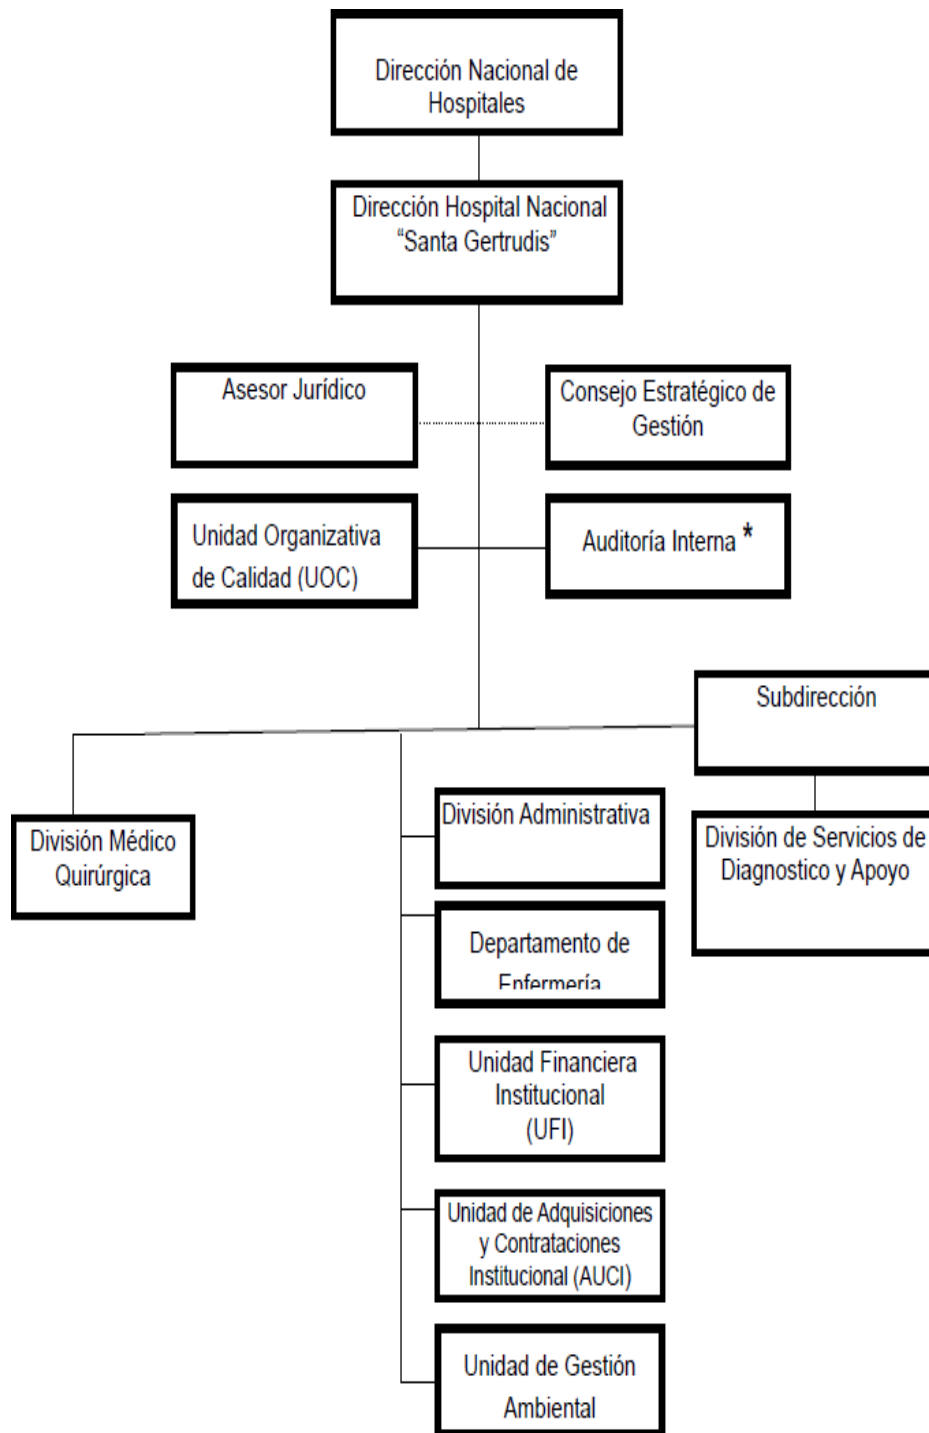 Dirección Nacional de
Hospitales
Dirección Hospital Nacional
“Santa Gertrudis”
Asesor Jurídico
Consejo Estratégico de
Gestión
Unidad Organizativa
de Calidad (UOC)
Auditoría Interna *
Subdirección
División Médico
Quirúrgica
División Administrativa
División de Servicios de
Diagnostico y Apoyo
Departamento de
Enfermería
Unidad Financiera
Institucional
(UFI)
Unidad de Adquisiciones
y Contrataciones
Institucional (AUCI)
Unidad de Gestión
Ambiental